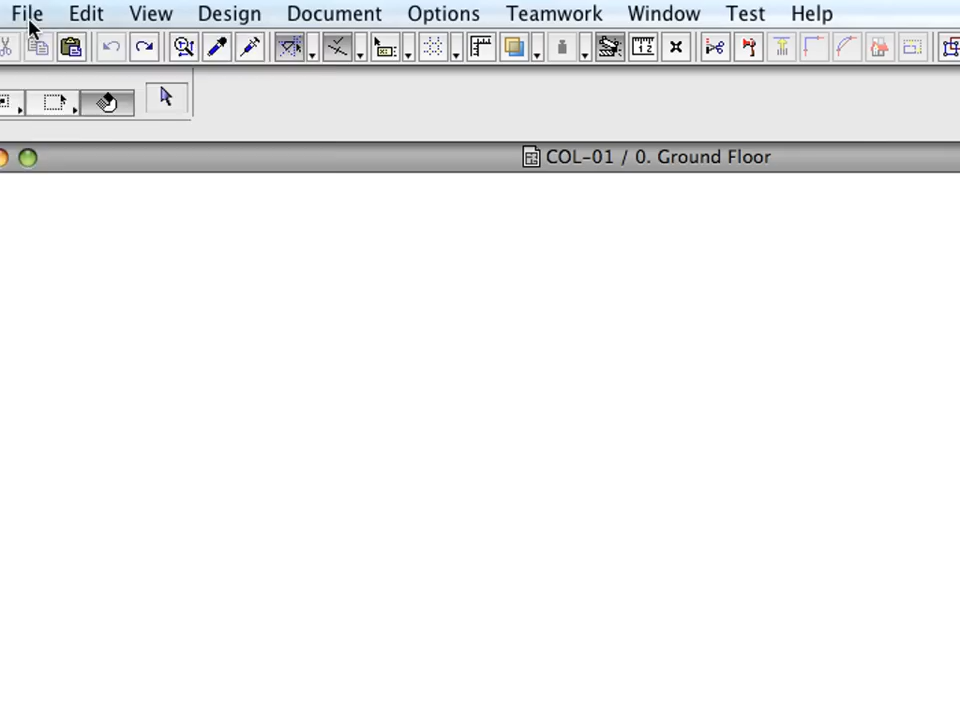 File Edit View Design Document Options Teamwork Window Test Help
COL-01 / 0. Ground Floor